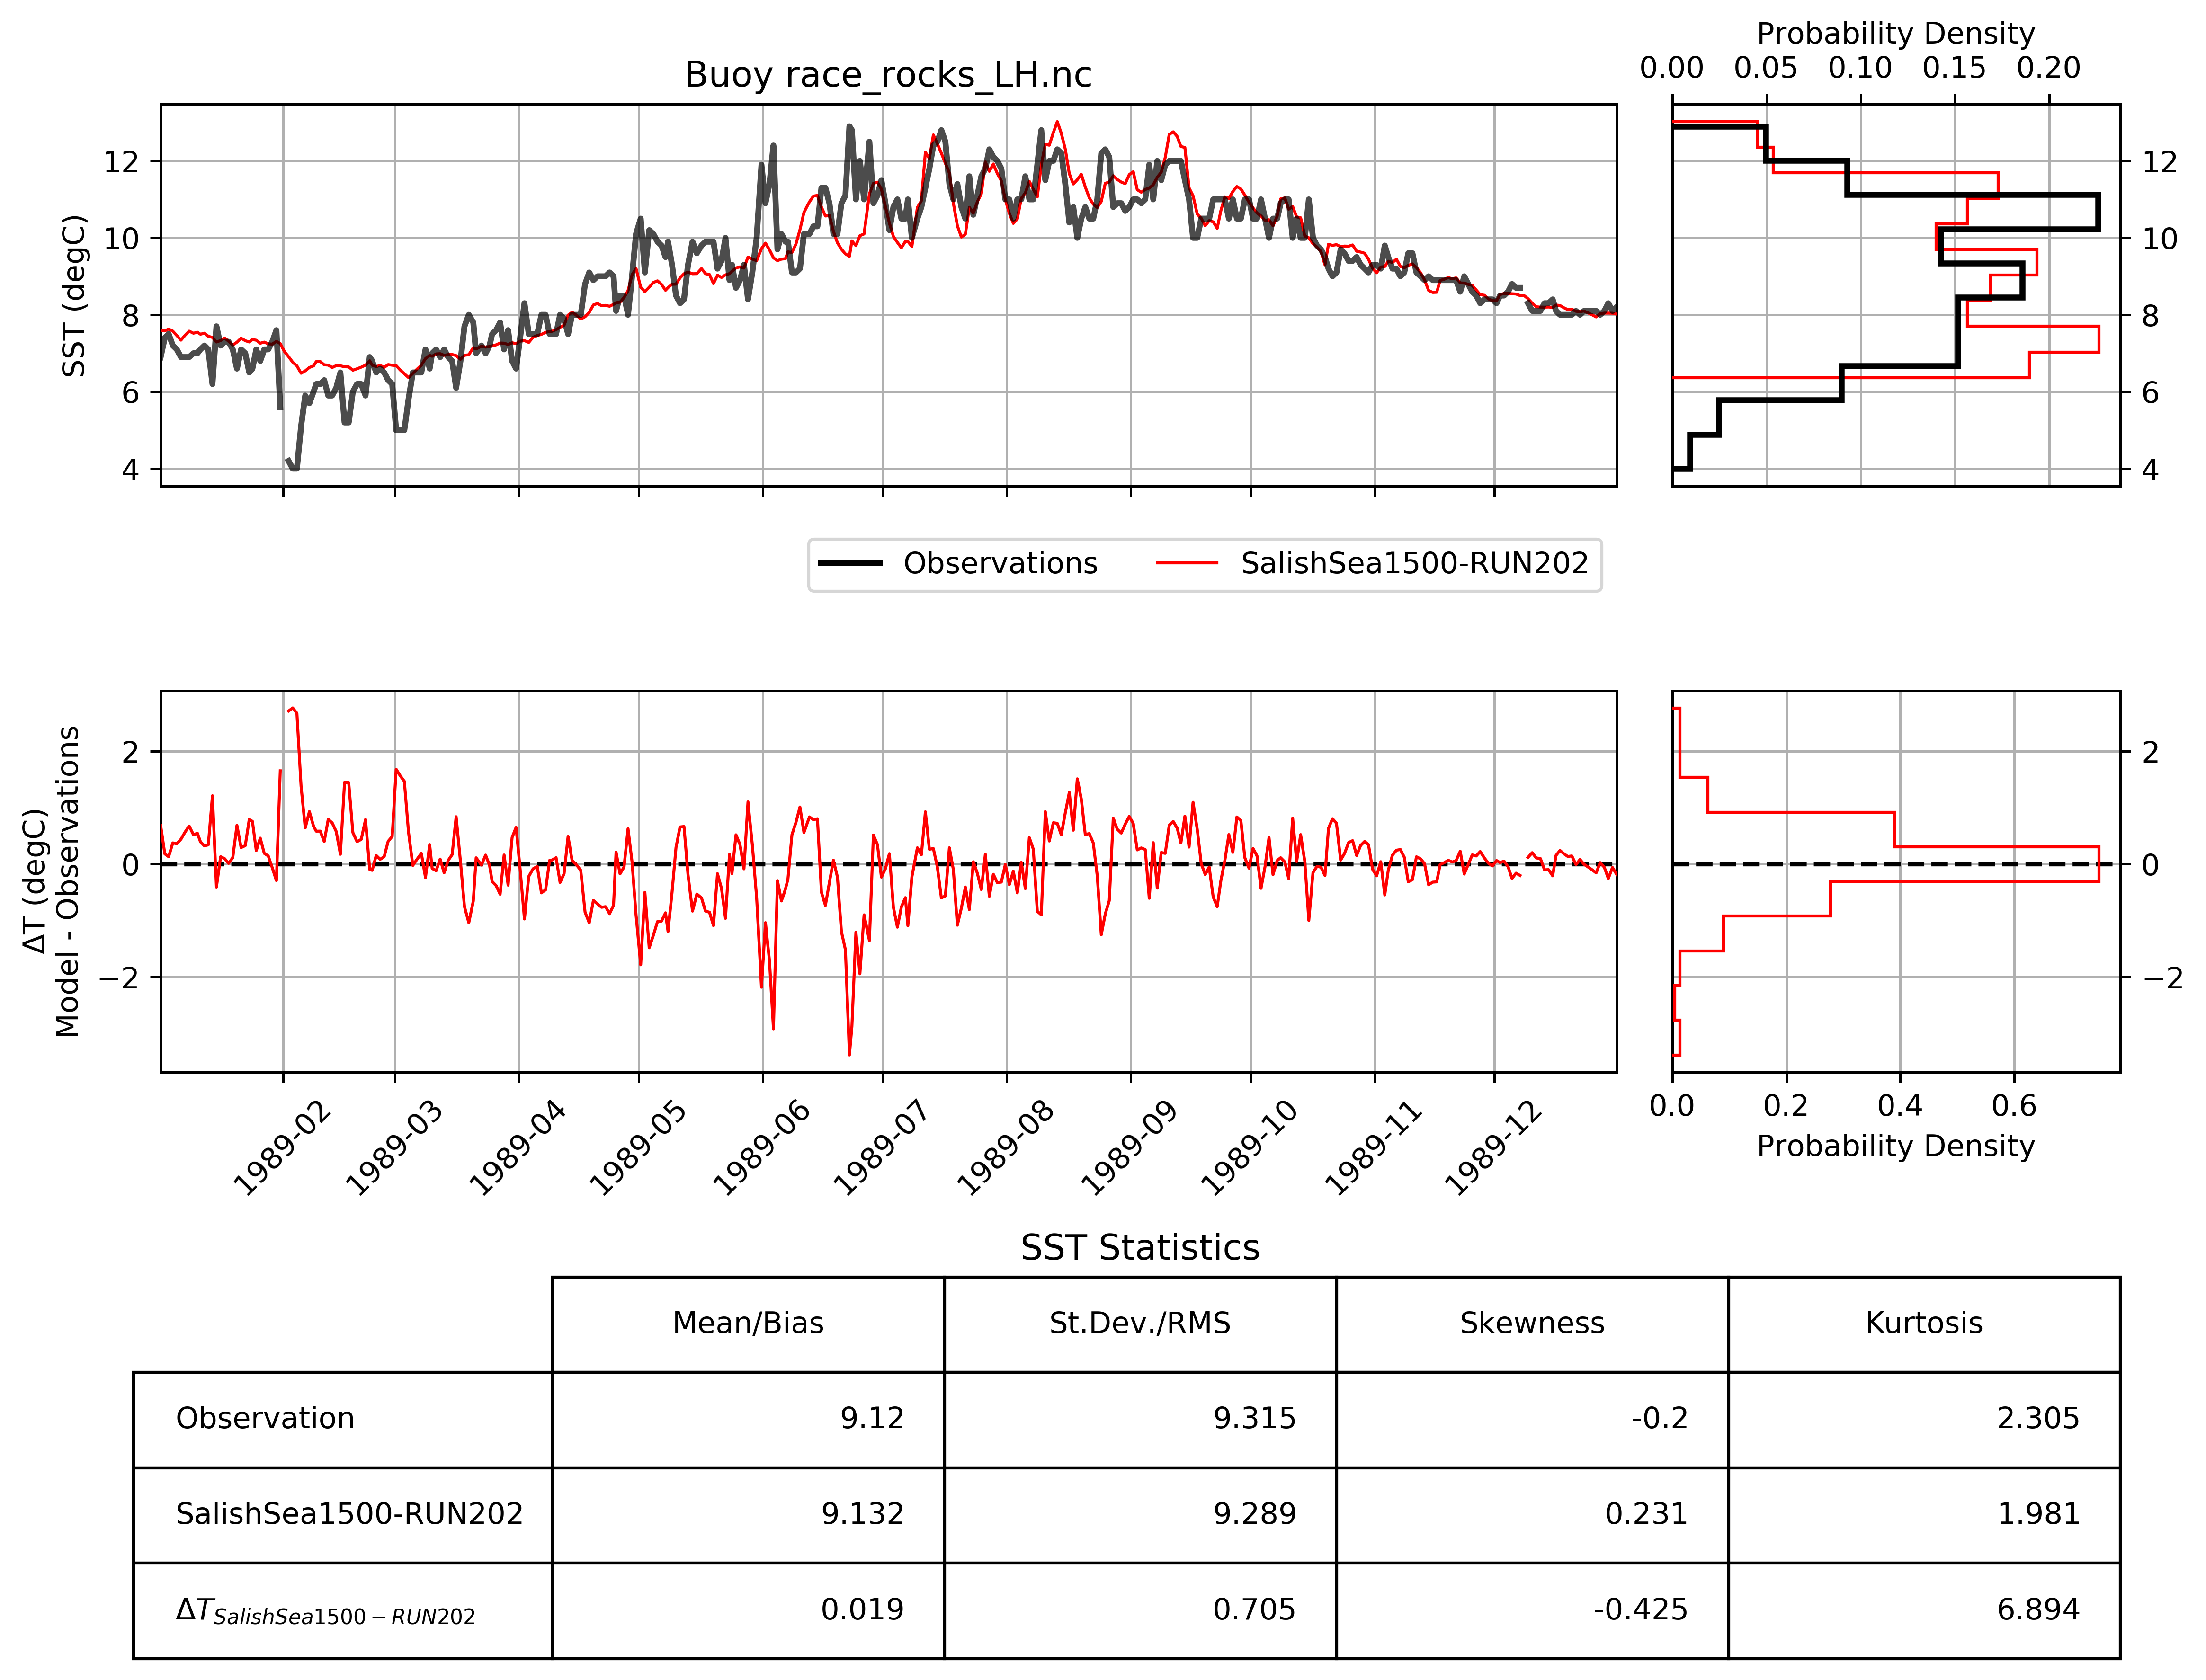 Probability Density
0.00 0.05 0.10 0.15 0.20
Buoy race_rocks_LH.nc
12
10
8
6
4
SST (degC)
12
10
8
6
4
Observations SalishSea1500-RUN202
2
0
−2
ΔT (degC)
Model - Observations
2
0
−2
1989-02 1989-03 1989-04 1989-05 1989-06 1989-07 1989-08 1989-09 1989-10 1989-11 1989-12
0.0 0.2 0.4 0.6
Probability Density
SST Statistics
Mean/Bias St.Dev./RMS Skewness Kurtosis
Observation 9.12 9.315 -0.2 2.305
SalishSea1500-RUN202 9.132 9.289 0.231 1.981
ΔT SalishSea1500−RUN202 0.019 0.705 -0.425 6.894